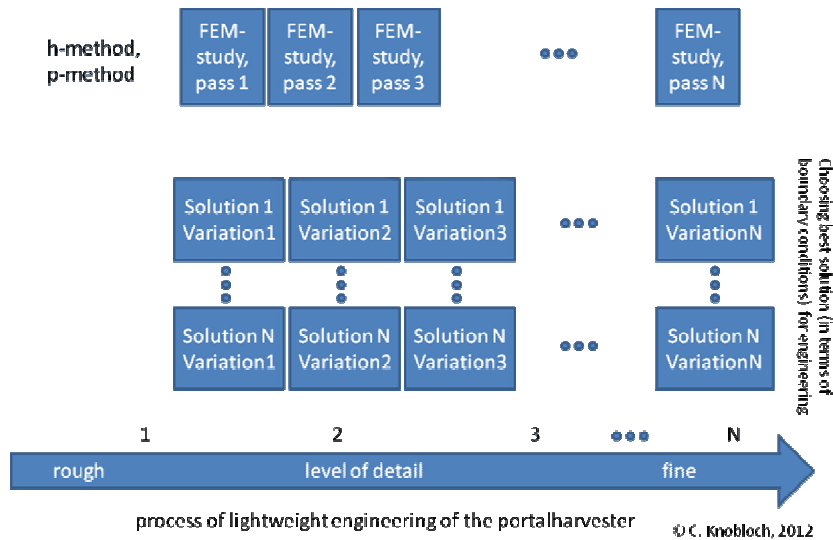 h-method,
p-method
FEM-
study,
pass 1
FEM-
study,
pass 2
FEM-
study,
pass 3
FEM-
study,
pass N
Solution 1
Variation1
Solution 1
Variation2
Solution 1
Variation3
Solution 1
VariationN
Solution N
Variation1
Solution N
Variation2
Solution N
Variation3
Solution N
VariationN
Choosing best solution (in terms of
boundary conditions) for engineering
1 2 3 N
rough level of detail fine
process of lightweight engineering of the portalharvester
© C. Knobloch, 2012